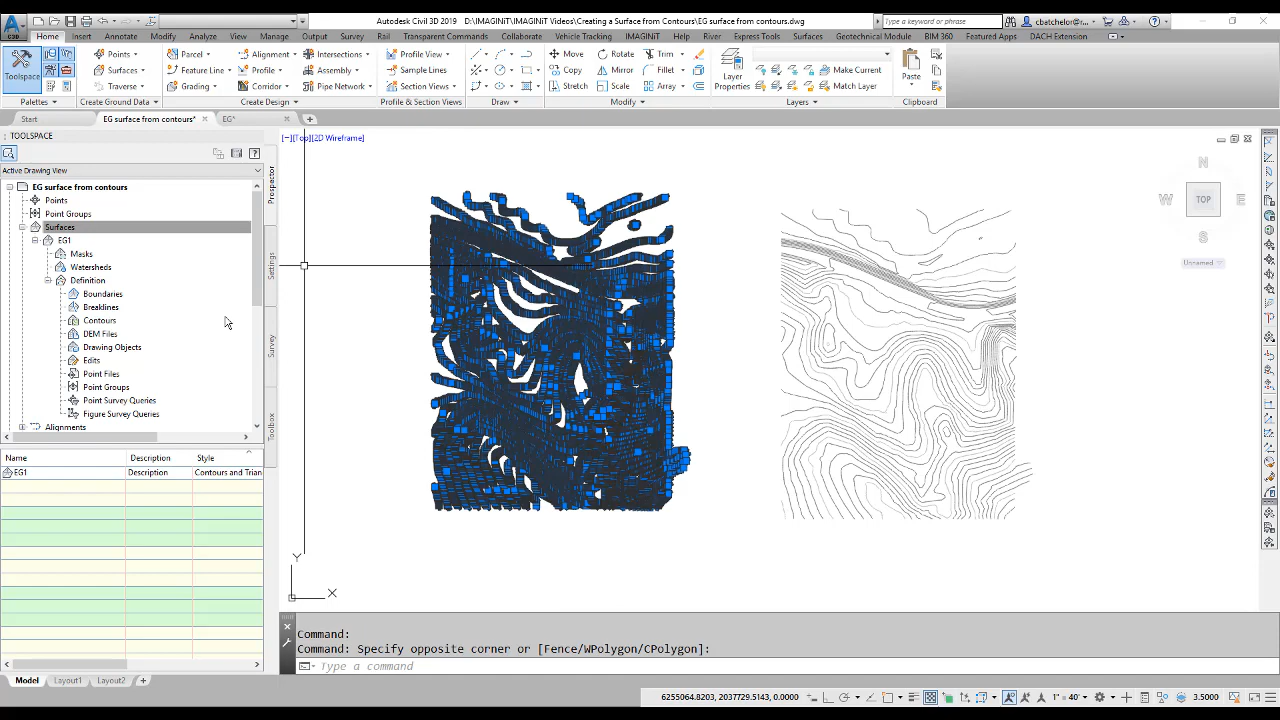 Autodesk Civil 3D 2019 - IMAGINiT   D:\IMAGINiT\IMAGINiT Videos\Creating a Surface from Contours\EG surface from contours.dwg
Type a keyword or phrase
cbatchelor@r...
C3D
Home Insert Annotate Modify Analyze View Manage Output Survey Rail Transparent Commands Collaborate Vehicle Tracking IMAGINiT Help River Express Tools Surfaces Geotechnical Module BIM 360 Featured Apps DACH Extension
Points Parcel Alignment Intersections Profile View Move Rotate Trim
Toolspace Surfaces Feature Line Profile Assembly Sample Lines Copy Mirror Fillet Layer Properties Make Current Paste
Traverse Grading Corridor Pipe Network Section Views Stretch Scale Array Match Layer
Palettes Create Ground Data Create Design Profile & Section Views Draw Modify Layers Clipboard
Start EG surface from contours* EG*
TOOLSPACE
[−][Top][2D Wireframe]
Active Drawing View
EG surface from contours
Points
Point Groups
Surfaces
EG1
Masks
Watersheds
Definition
Boundaries
Breaklines
Contours
DEM Files
Drawing Objects
Edits
Point Files
Point Groups
Point Survey Queries
Figure Survey Queries
Alignments
Prospector
Settings
Survey
Toolbox
Name Description Style
EG1 Description Contours and Trian
N
W TOP E
S
Unnamed
Y
X
Command:
Command: Specify opposite corner or [Fence/WPolygon/CPolygon]:
Type a command
Model Layout1 Layout2 +
6255064.8203, 2037729.5143, 0.0000
1" = 40'
3.5000